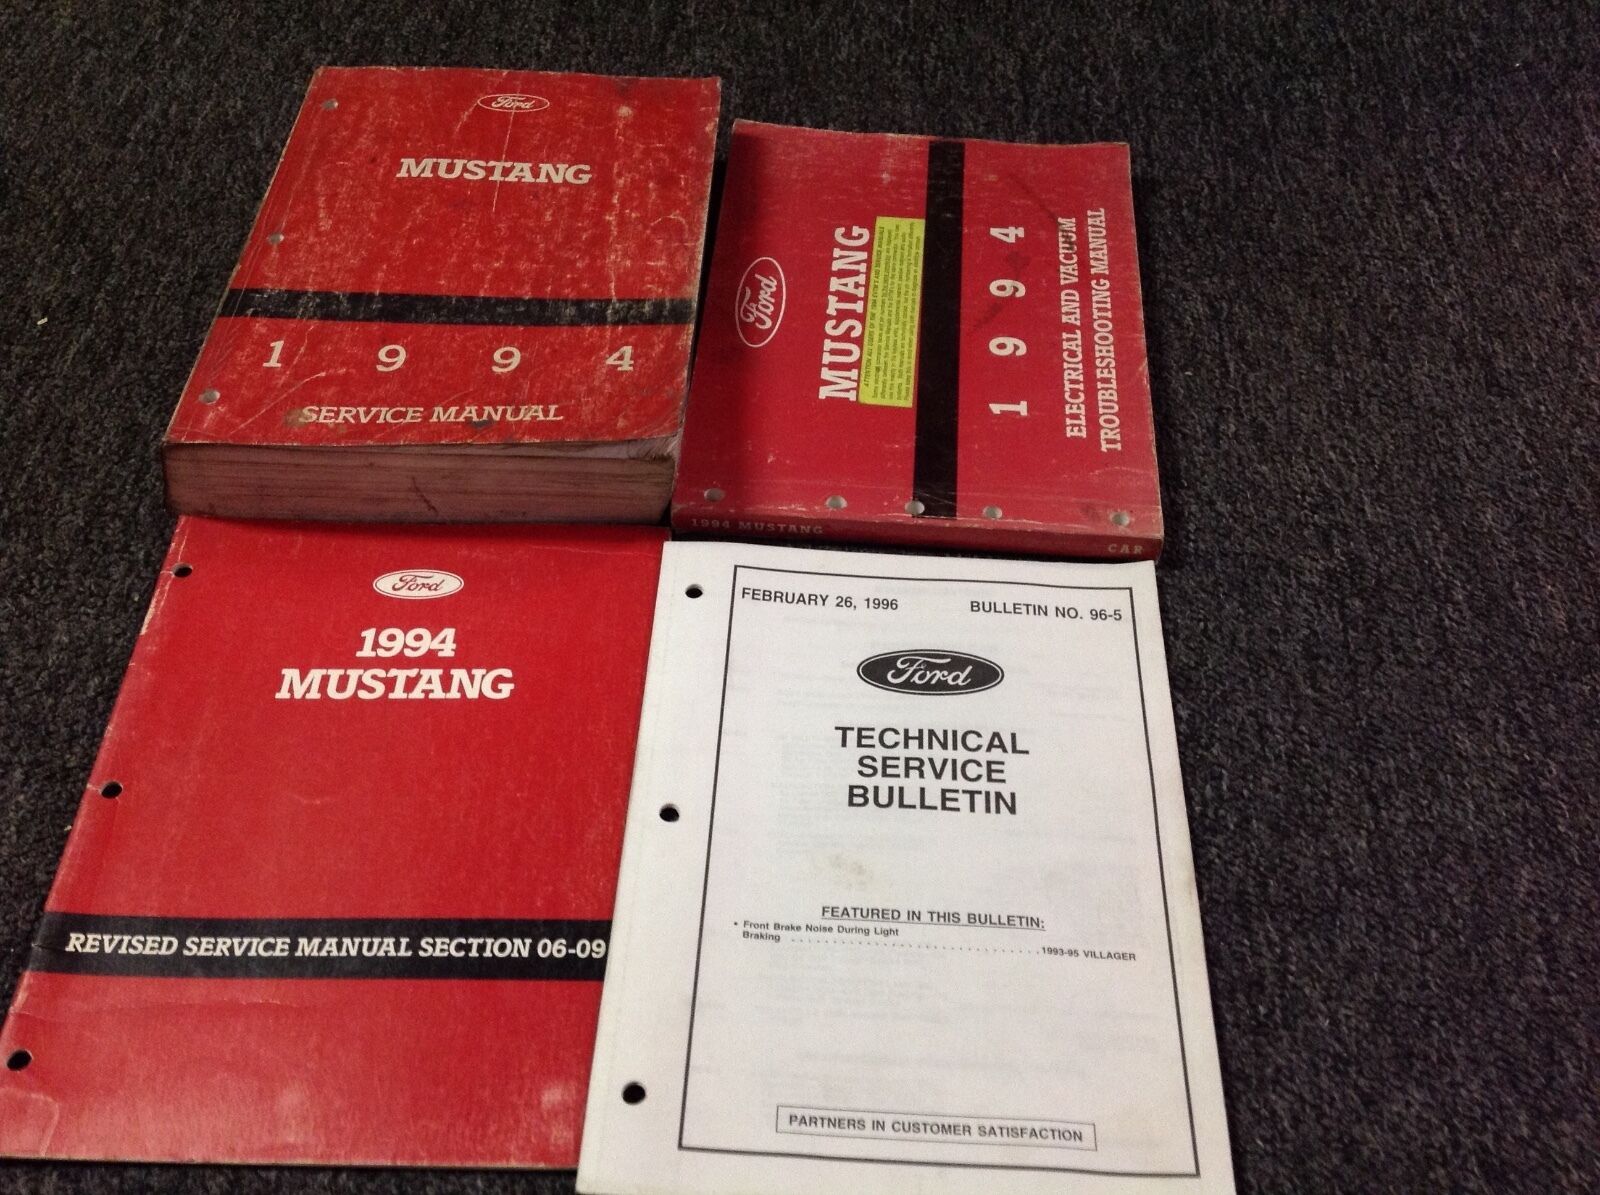 Ford
MUSTANG
1 9 9 4
SERVICE MANUAL
Ford
MUSTANG
1 9 9 4
ELECTRICAL AND VACUUM
TROUBLESHOOTING MANUAL
1994 MUSTANG
CAR
Ford
1994
MUSTANG
REVISED SERVICE MANUAL SECTION 06-09
FEBRUARY 26, 1996 BULLETIN NO. 96-5
Ford
TECHNICAL
SERVICE
BULLETIN
FEATURED IN THIS BULLETIN:
• Front Brake Noise During Light
Braking ............................ 1993-95 VILLAGER
PARTNERS IN CUSTOMER SATISFACTION